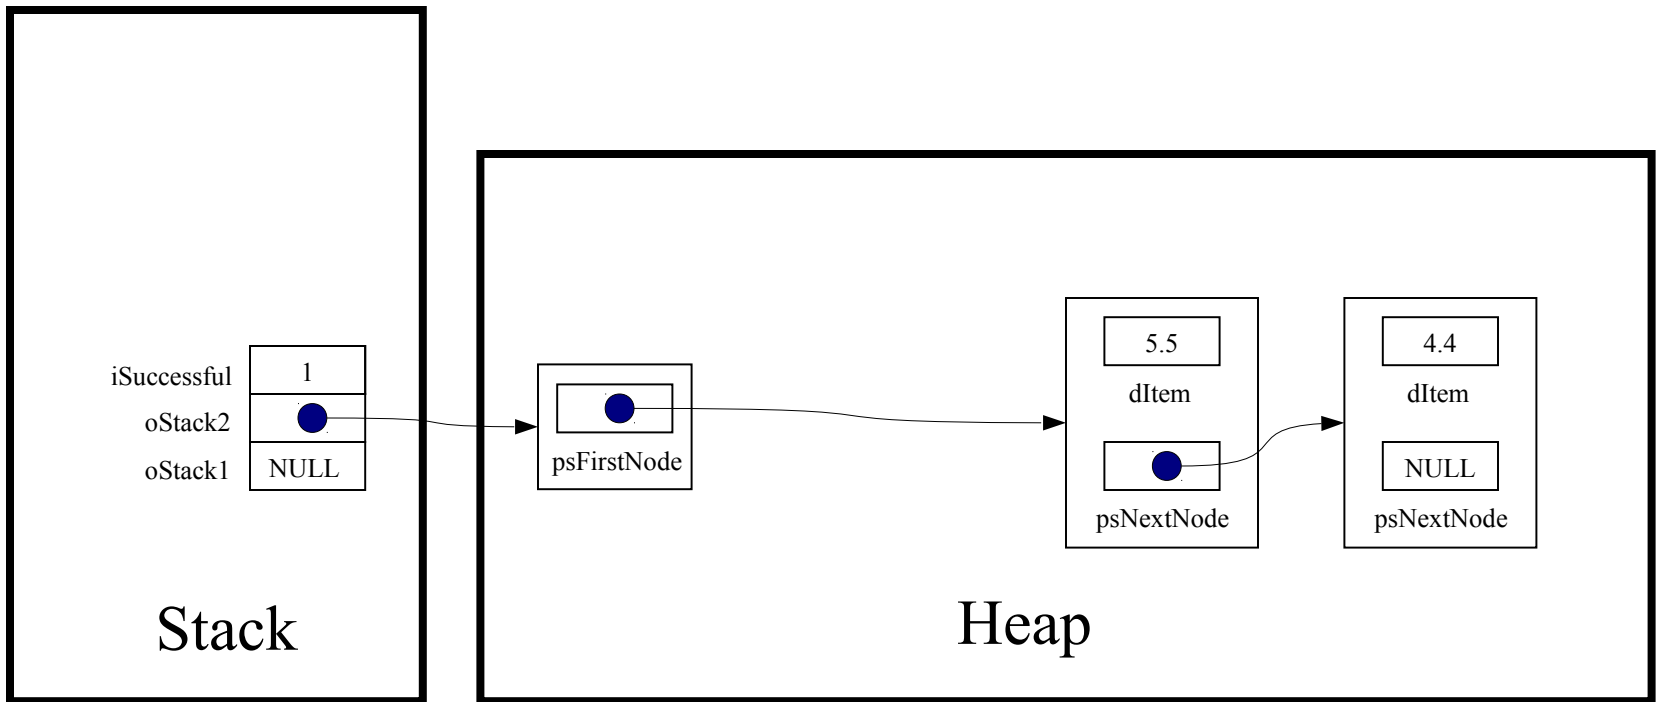 iSuccessful 1
oStack2
oStack1 NULL
Stack
psFirstNode
5.5
dItem
psNextNode
4.4
dItem
NULL
psNextNode
Heap